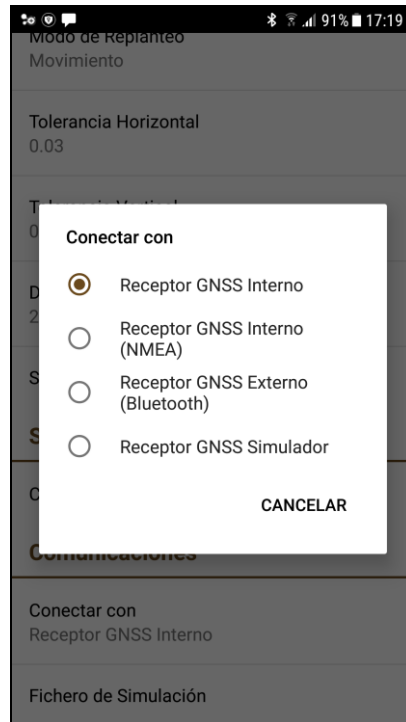 91% 17:19
Modo de Replanteo
Movimiento
Tolerancia Horizontal
0.03
Conectar con
Receptor GNSS Interno
Receptor GNSS Interno
(NMEA)
Receptor GNSS Externo
(Bluetooth)
Receptor GNSS Simulador
CANCELAR
Comunicaciones
Conectar con
Receptor GNSS Interno
Fichero de Simulación